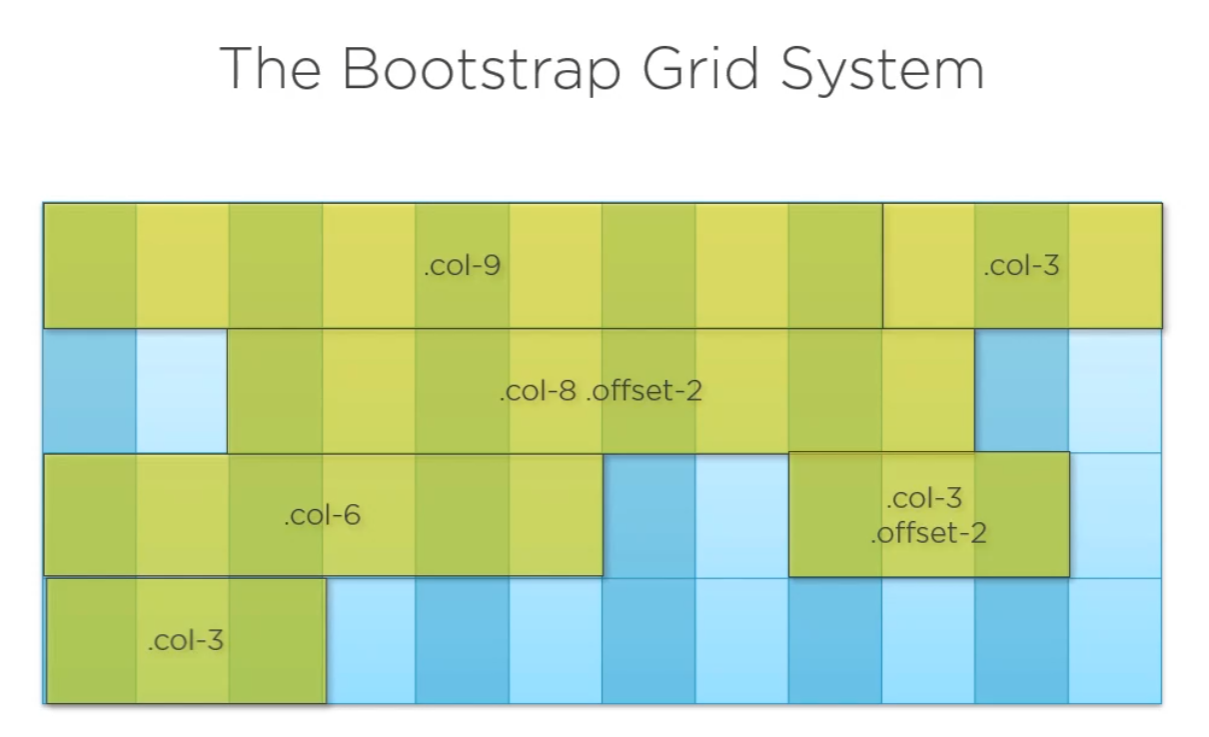 The Bootstrap Grid System
.col-9
.col-3
.col-8 .offset-2
.col-6
.col-3
.offset-2
.col-3